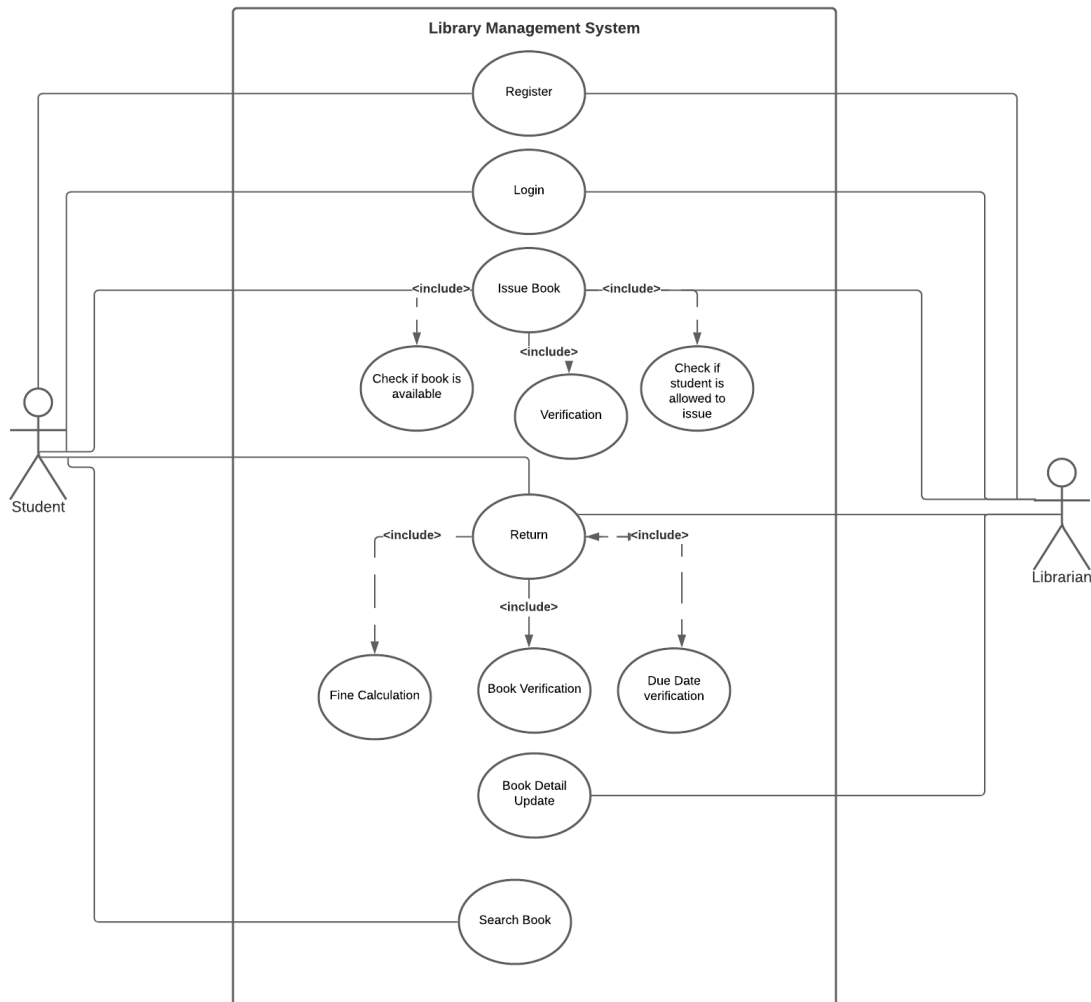 Library Management System
Register
Login
Issue Book
<include>
<include>
<include>
Check if book is
available
Verification
Check if
student is
allowed to
issue
Student
Librarian
Return
<include>
<include>
<include>
Fine Calculation
Book Verification
Due Date
verification
Book Detail
Update
Search Book